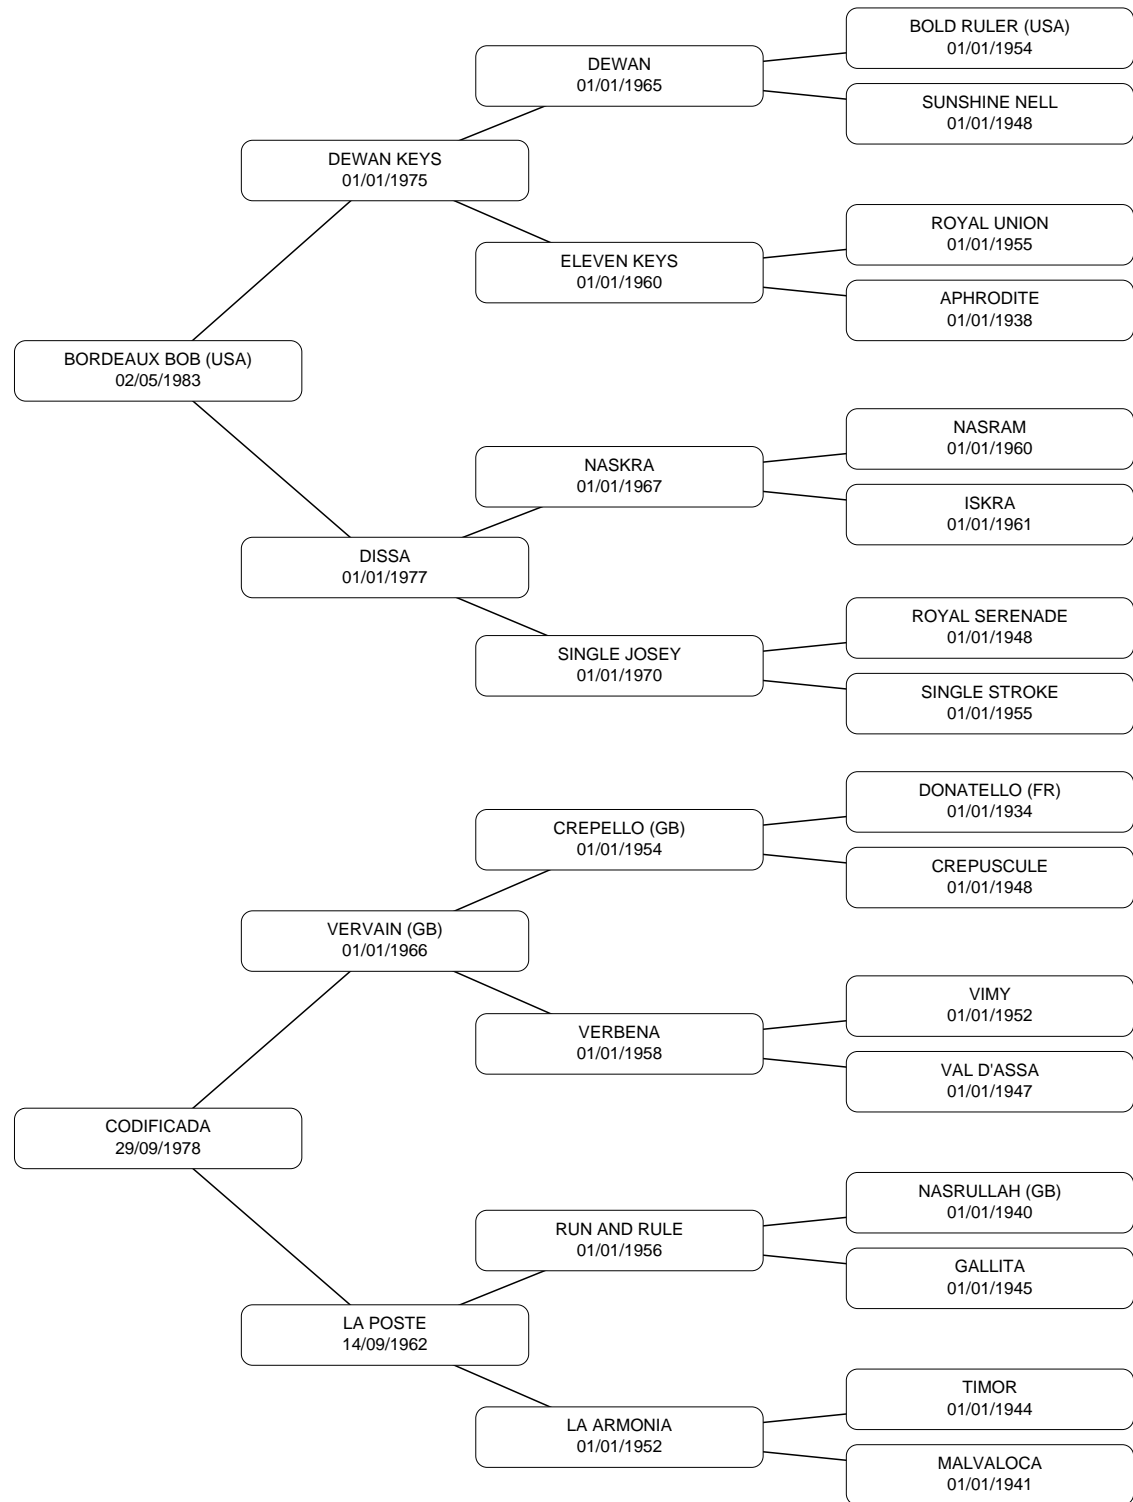 BOLD RULER (USA)
01/01/1954
DEWAN
01/01/1965
SUNSHINE NELL
01/01/1948
DEWAN KEYS
01/01/1975
ROYAL UNION
01/01/1955
ELEVEN KEYS
01/01/1960
APHRODITE
01/01/1938
BORDEAUX BOB (USA)
02/05/1983
NASRAM
01/01/1960
NASKRA
01/01/1967
ISKRA
01/01/1961
DISSA
01/01/1977
ROYAL SERENADE
01/01/1948
SINGLE JOSEY
01/01/1970
SINGLE STROKE
01/01/1955
DONATELLO (FR)
01/01/1934
CREPELLO (GB)
01/01/1954
CREPUSCULE
01/01/1948
VERVAIN (GB)
01/01/1966
VIMY
01/01/1952
VERBENA
01/01/1958
VAL D'ASSA
01/01/1947
CODIFICADA
29/09/1978
NASRULLAH (GB)
01/01/1940
RUN AND RULE
01/01/1956
GALLITA
01/01/1945
LA POSTE
14/09/1962
TIMOR
01/01/1944
LA ARMONIA
01/01/1952
MALVALOCA
01/01/1941